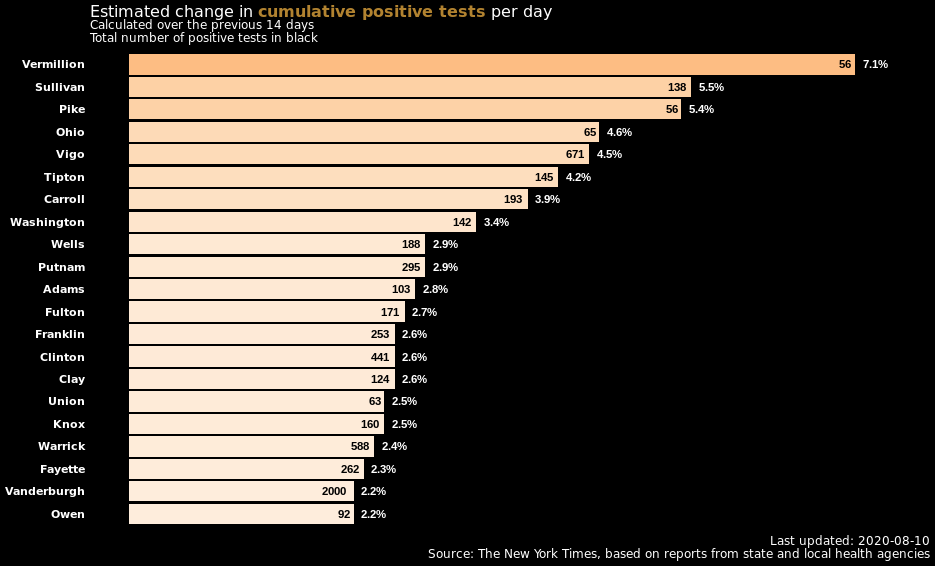 Estimated change in cumulative positive tests per day
Calculated over the previous 14 days
Total number of positive tests in black
Vermillion 56 7.1%
Sullivan 138 5.5%
Pike 56 5.4%
Ohio 65 4.6%
Vigo 671 4.5%
Tipton 145 4.2%
Carroll 193 3.9%
Washington 142 3.4%
Wells 188 2.9%
Putnam 295 2.9%
Adams 103 2.8%
Fulton 171 2.7%
Franklin 253 2.6%
Clinton 441 2.6%
Clay 124 2.6%
Union 63 2.5%
Knox 160 2.5%
Warrick 588 2.4%
Fayette 262 2.3%
Vanderburgh 2000 2.2%
Owen 92 2.2%
Last updated: 2020-08-10
Source: The New York Times, based on reports from state and local health agencies